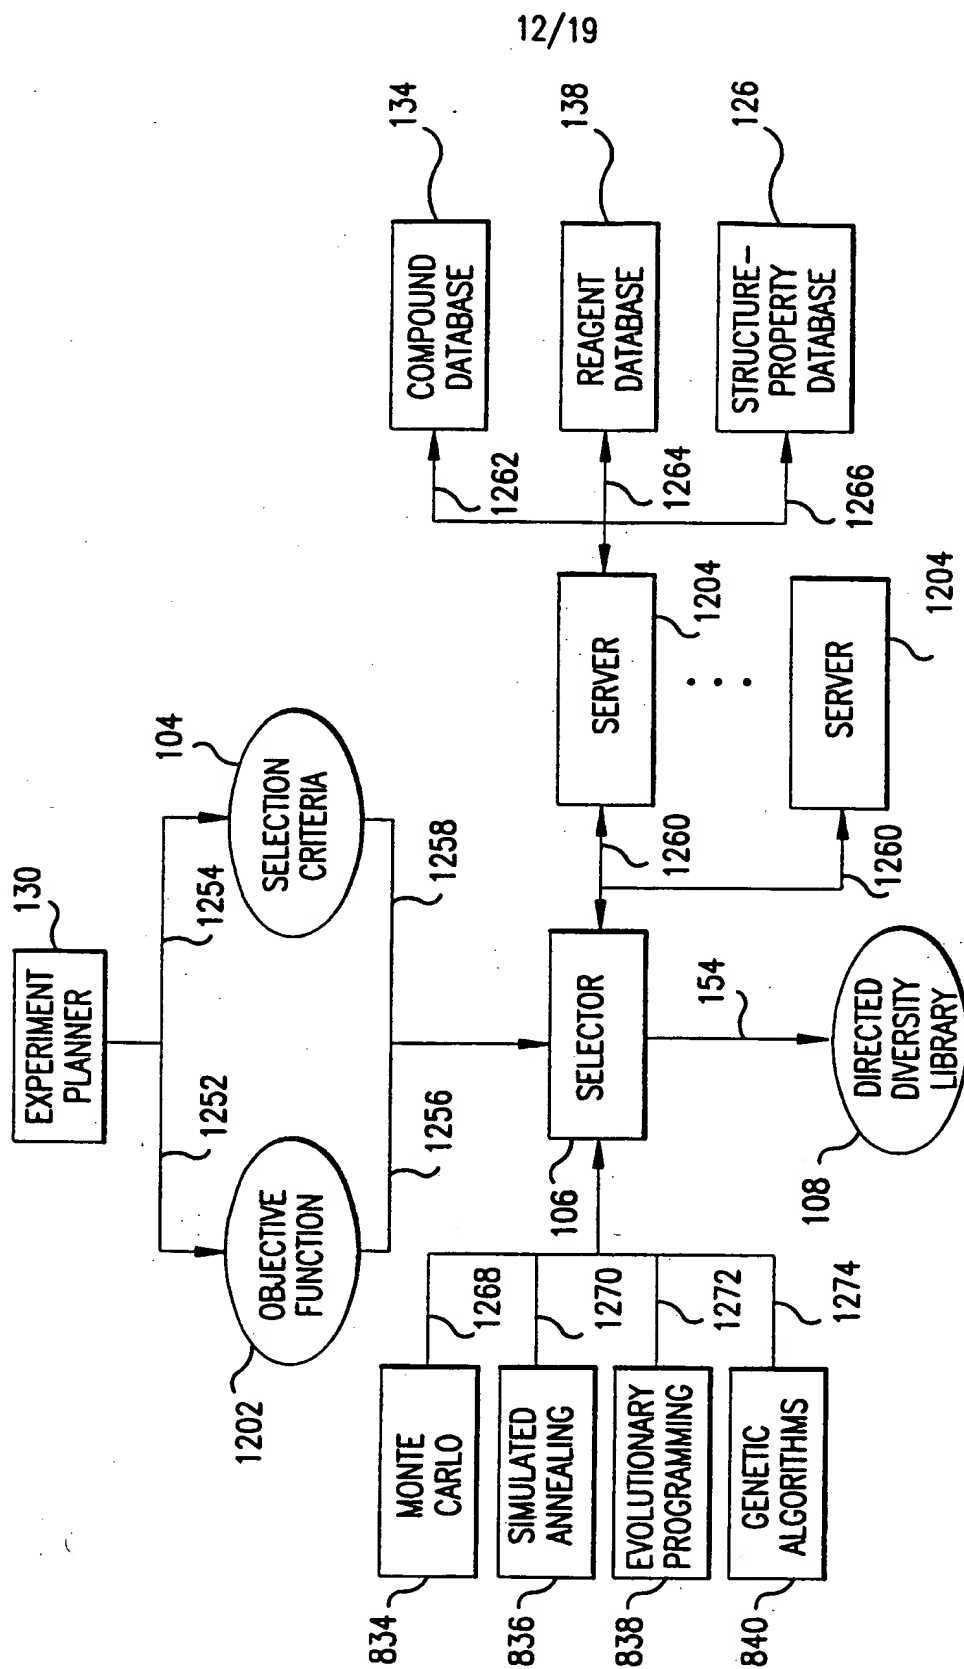 12/19
EXPERIMENT
PLANNER
130
1252
1254
OBJECTIVE
FUNCTION
1202
SELECTION
CRITERIA
104
1256
1258
MONTE
CARLO
834
1268
SIMULATED
ANNEALING
836
1270
EVOLUTIONARY
PROGRAMMING
838
1272
GENETIC
ALGORITHMS
840
1274
SELECTOR
106
154
DIRECTED
DIVERSITY
LIBRARY
108
1260
1260
SERVER
1204
SERVER
1204
1262
1264
1266
COMPOUND
DATABASE
134
REAGENT
DATABASE
138
STRUCTURE-
PROPERTY
DATABASE
126